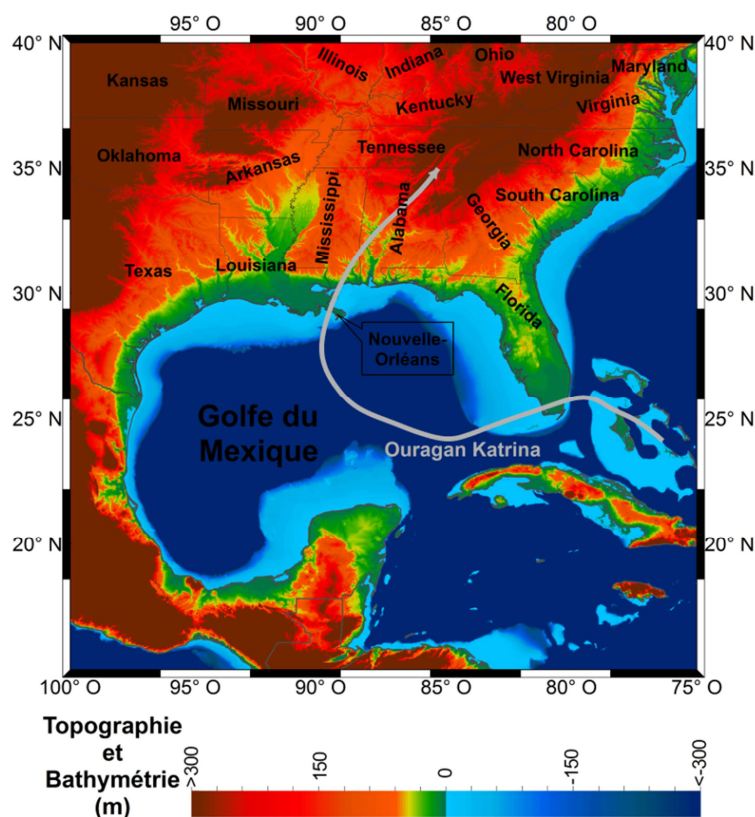 95° O 90° O 85° O 80° O
40° N 40° N
Illinois Indiana Ohio Maryland
Kansas West Virginia
Missouri Kentucky Virginia
Oklahoma Arkansas Tennessee North Carolina
35° N 35° N
South Carolina
Mississippi Alabama Georgia
Texas Louisiana
30° N 30° N
Florida
Nouvelle-
Orléans
25° N 25° N
Golfe du
Mexique
Ouragan Katrina
20° N 20° N
100° O 95° O 90° O 85° O 80° O 75° O
Topographie
et
Bathymétrie
(m)
>300 150 0 -150 <-300